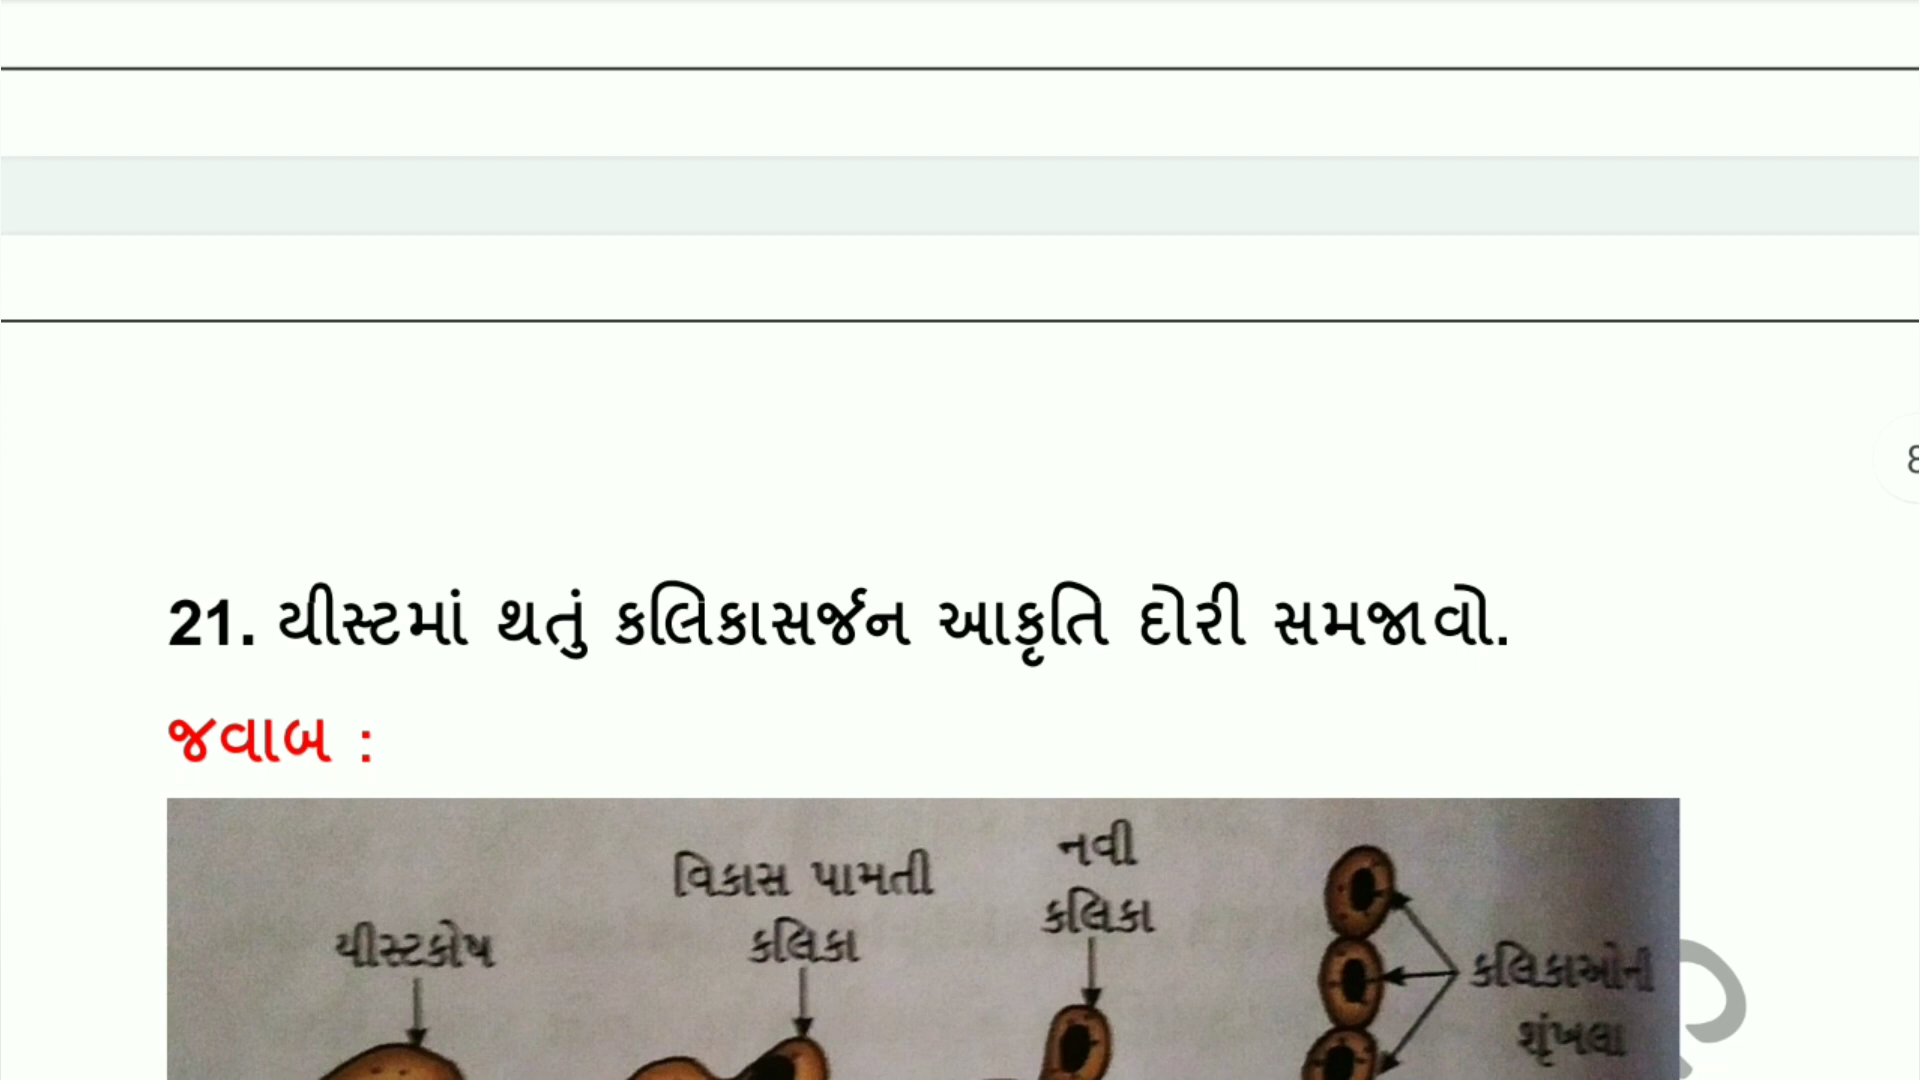 21. યીસ્ટમાં થતું કલિકાસર્જન આકૃતિ દોરી સમજાવો.
જવાબ :
નવી
વિકાસ પામતી
કલિકા
યીસ્ટકોષ
કલિકા
કલિકાઓની
શૃંખલા